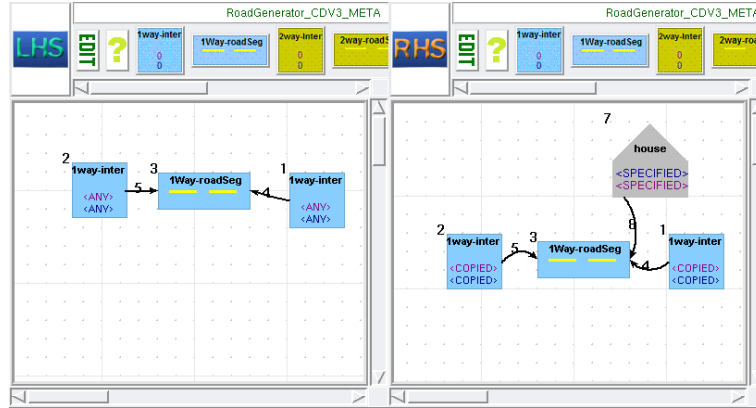 RoadGenerator_CDV3_META
LHS
EDIT
?
1way-inter
0
0
1Way-roadSeg
2way-Inter
0
0
2way-roadS
2
1way-inter
<ANY>
<ANY>
5
3
1Way-roadSeg
4
1
1way-inter
<ANY>
<ANY>
RoadGenerator_CDV3_META
RHS
EDIT
?
1way-inter
0
0
1Way-roadSeg
2way-Inter
0
0
2way-roa
7
house
<SPECIFIED>
<SPECIFIED>
8
2
1way-inter
<COPIED>
<COPIED>
5
3
1Way-roadSeg
4
1
1way-inter
<COPIED>
<COPIED>